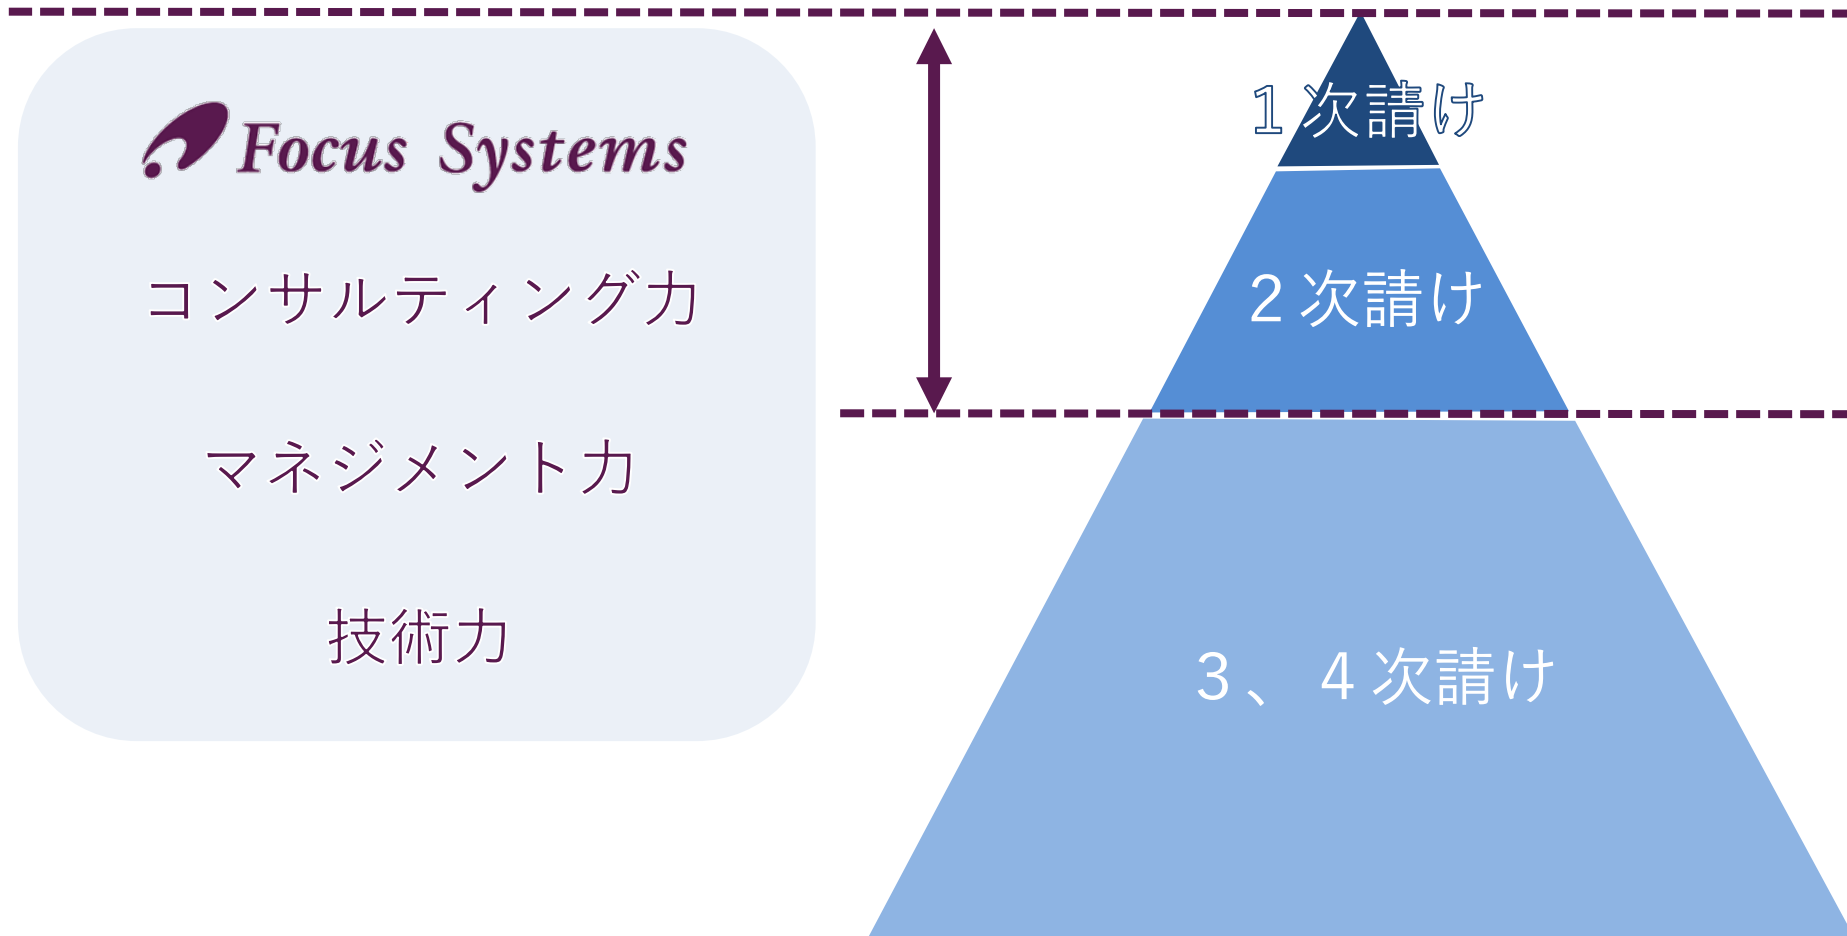 Focus Systems
コンサルティング力
マネジメント力
技術力
１次請け
２次請け
３、４次請け